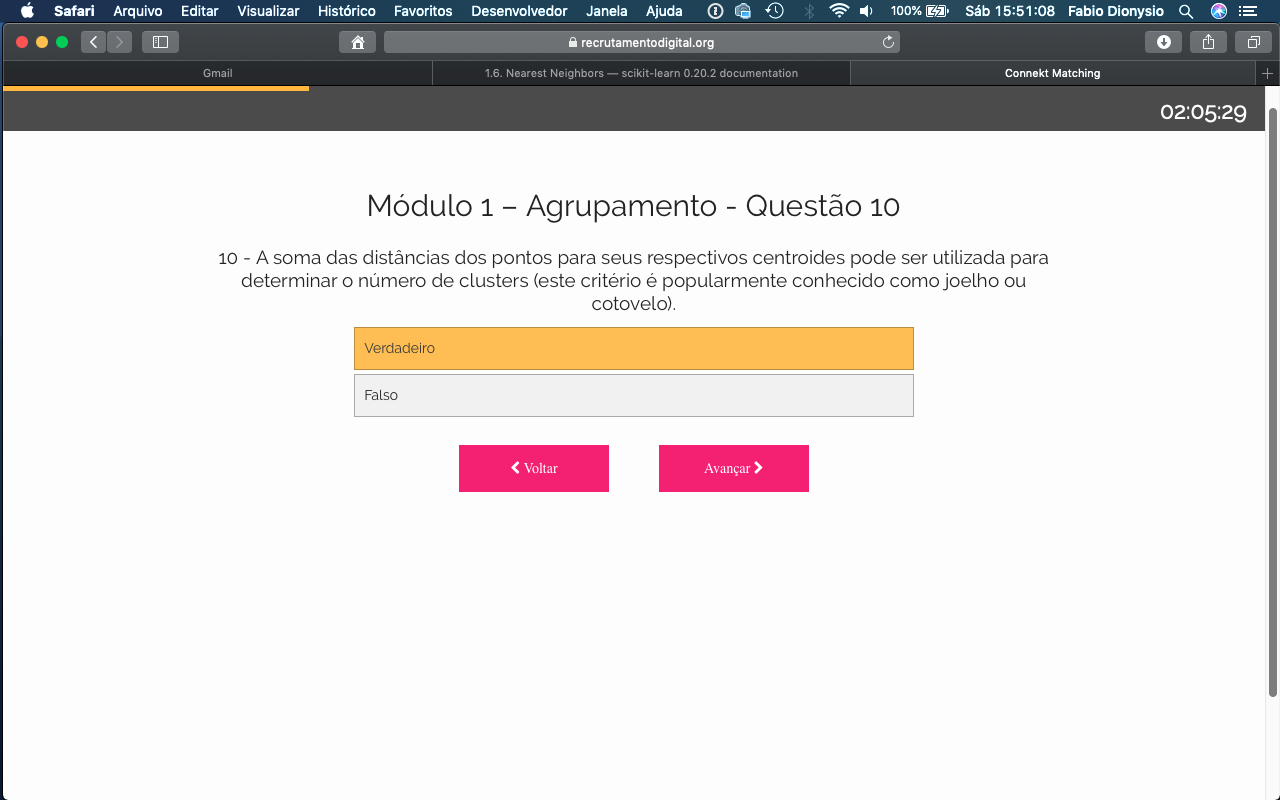 Safari Arquivo Editar Visualizar Histórico Favoritos Desenvolvedor Janela Ajuda 100% Sáb 15:51:08 Fabio Dionysio
recrutamentodigital.org
Gmail 1.6. Nearest Neighbors — scikit-learn 0.20.2 documentation Connekt Matching
02:05:29
Módulo 1 – Agrupamento - Questão 10
10 - A soma das distâncias dos pontos para seus respectivos centroides pode ser utilizada para
determinar o número de clusters (este critério é popularmente conhecido como joelho ou
cotovelo).
Verdadeiro
Falso
Voltar Avançar